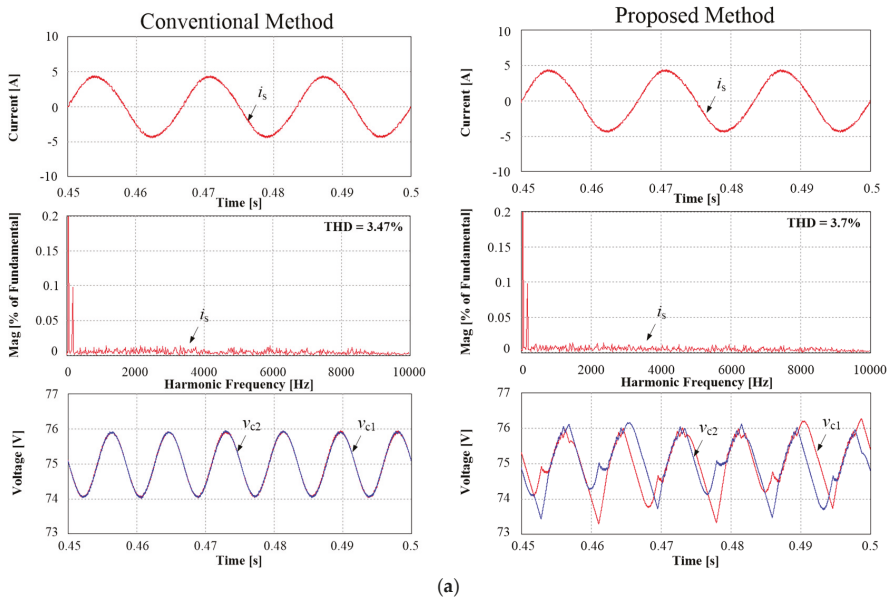 Conventional Method
Proposed Method
Current [A]
10
5
0
-5
-10
is
0.45
0.46
0.47
0.48
0.49
0.5
Time [s]
Current [A]
10
5
0
-5
-10
is
0.45
0.46
0.47
0.48
0.49
0.5
Time [s]
Mag [% of Fundamental]
0.2
0.15
0.1
0.05
0
THD = 3.47%
is
0
2000
4000
6000
8000
10000
Harmonic Frequency [Hz]
Mag [% of Fundamental]
0.2
0.15
0.1
0.05
0
THD = 3.7%
is
0
2000
4000
6000
8000
10000
Harmonic Frequency [Hz]
Voltage [V]
77
76
75
74
73
vc2
vc1
0.45
0.46
0.47
0.48
0.49
0.5
Time [s]
Voltage [V]
77
76
75
74
73
vc2
vc1
0.45
0.46
0.47
0.48
0.49
0.5
Time [s]
(a)